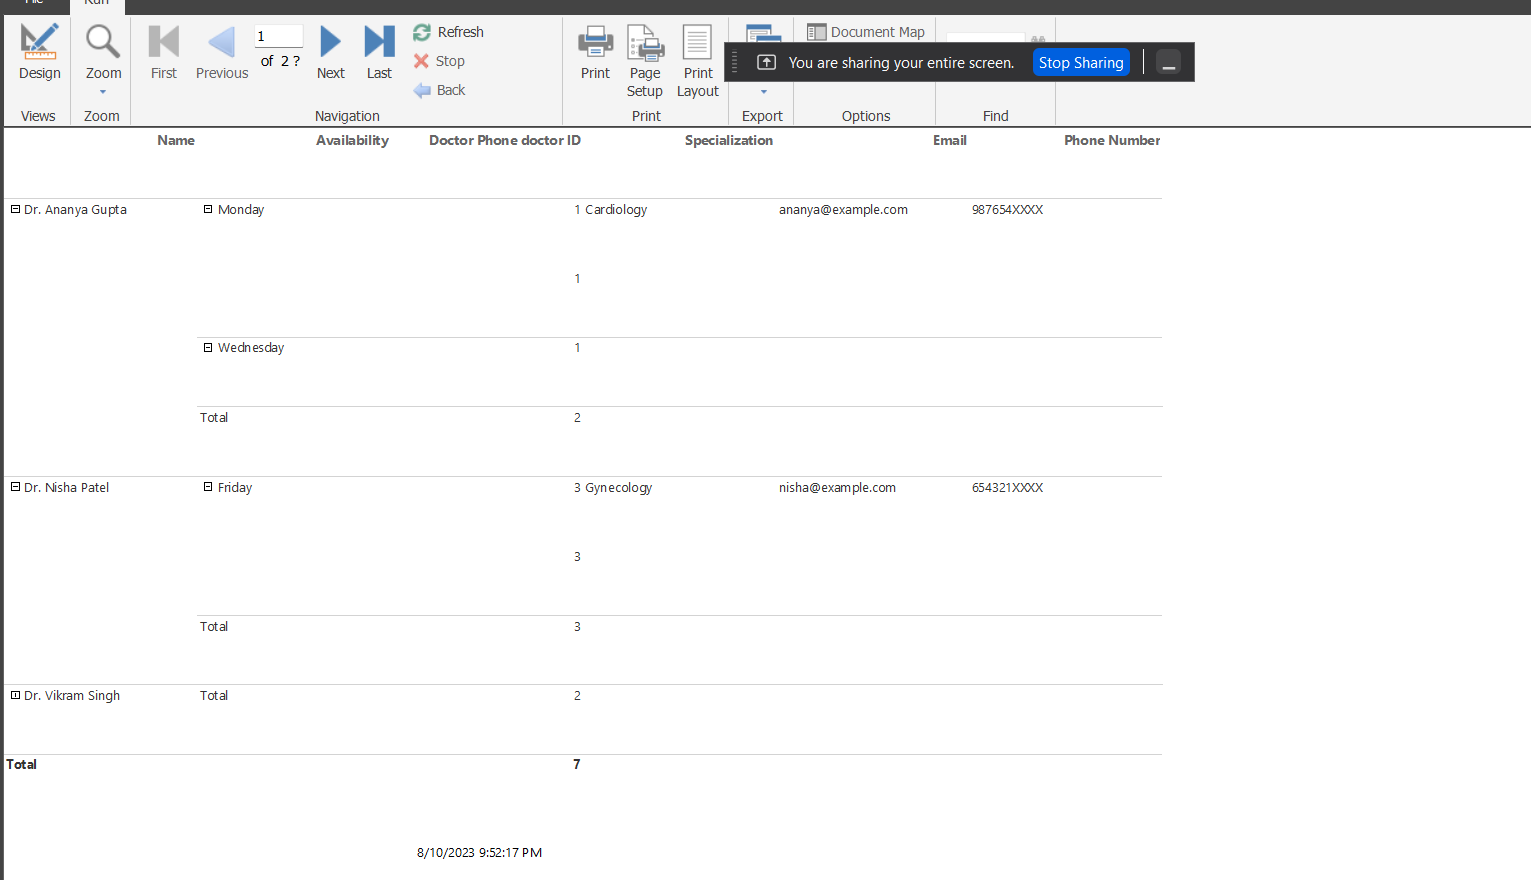 File
Run
Design
Zoom
First
Previous
1
of 2 ?
Next
Last
Refresh
Stop
Back
Print
Page Setup
Print Layout
Document Map
You are sharing your entire screen.
Stop Sharing
Views
Zoom
Navigation
Print
Export
Options
Find
Name Availability Doctor Phone doctor ID Specialization Email Phone Number
Dr. Ananya Gupta Monday 1 Cardiology ananya@example.com 987654XXXX
1
Wednesday 1
Total 2
Dr. Nisha Patel Friday 3 Gynecology nisha@example.com 654321XXXX
3
Total 3
Dr. Vikram Singh Total 2
Total 7
8/10/2023 9:52:17 PM